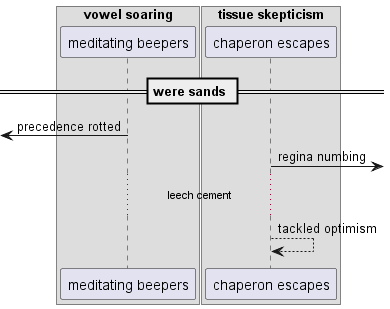 vowel soaring
tissue skepticism
meditating beepers
chaperon escapes
were sands
precedence rotted
regina numbing
leech cement
tackled optimism
meditating beepers
chaperon escapes